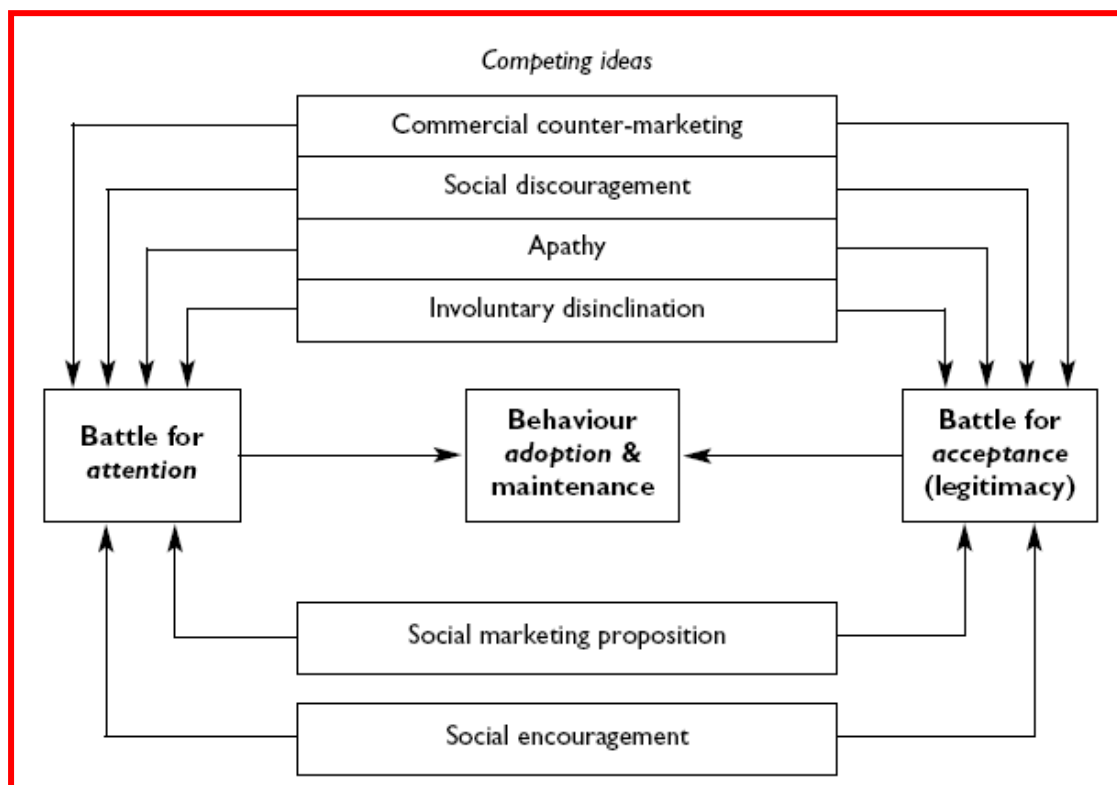 Competing ideas
Commercial counter-marketing
Social discouragement
Apathy
Involuntary disinclination
Battle for
attention
Behaviour
adoption &
maintenance
Battle for
acceptance
(legitimacy)
Social marketing proposition
Social encouragement